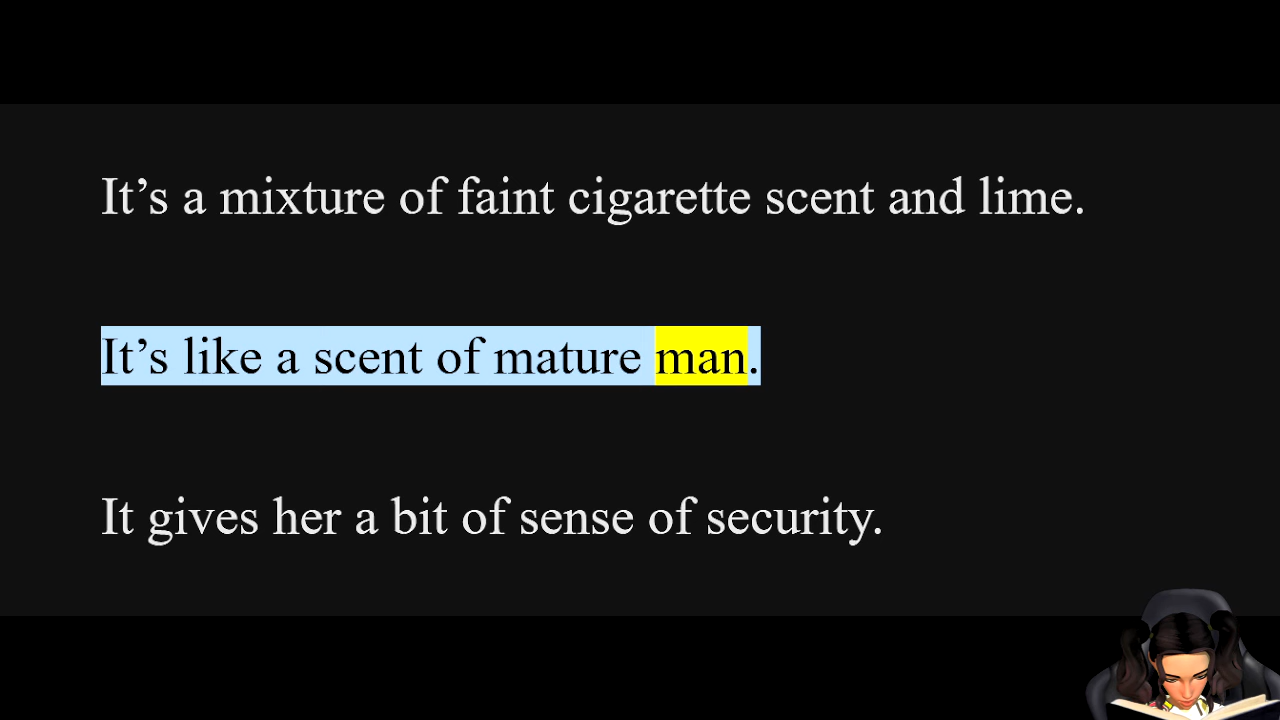 It’s a mixture of faint cigarette scent and lime.
It’s like a scent of mature man.
It gives her a bit of sense of security.